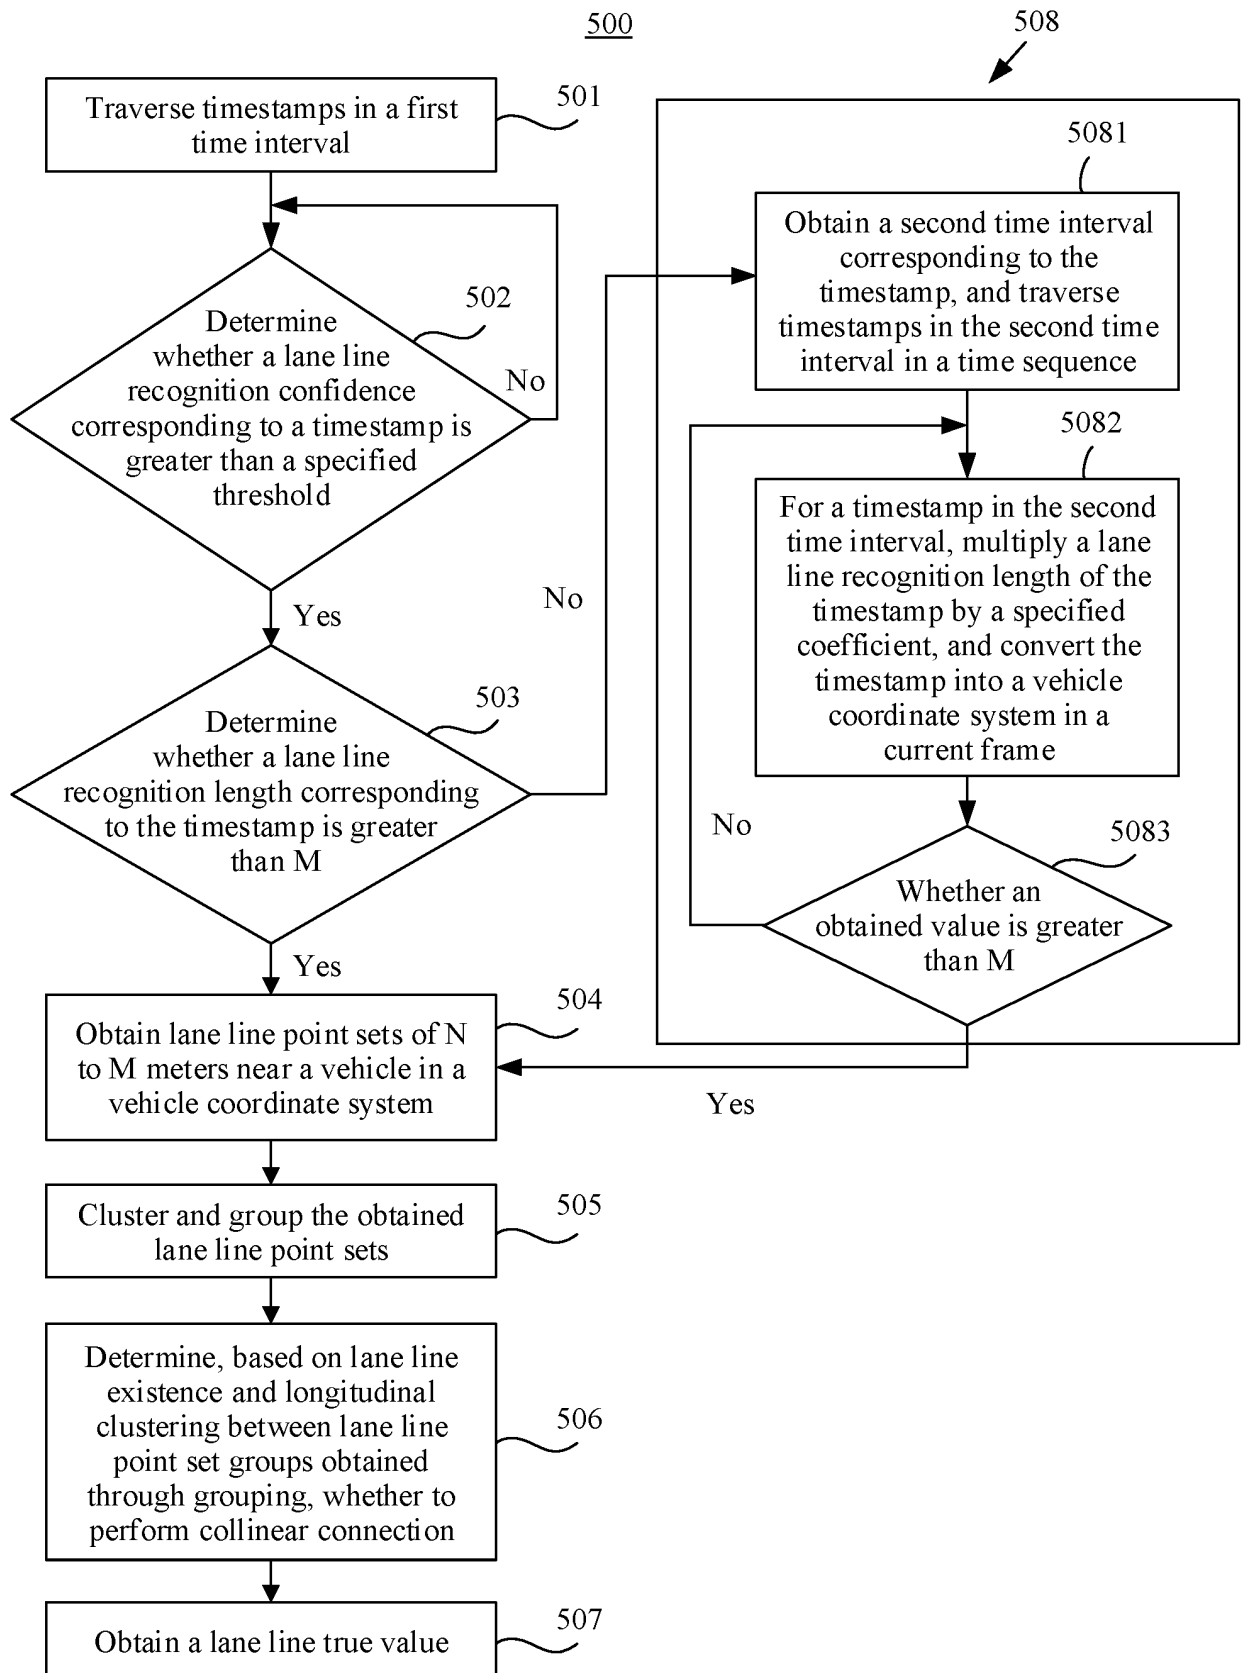 500
508
Traverse timestamps in a first
time interval
501
Determine
whether a lane line
recognition confidence
corresponding to a timestamp is
greater than a specified
threshold
502
No
Yes
Determine
whether a lane line
recognition length corresponding
to the timestamp is greater
than M
503
No
Yes
Obtain lane line point sets of N
to M meters near a vehicle in a
vehicle coordinate system
504
Cluster and group the obtained
lane line point sets
505
Determine, based on lane line
existence and longitudinal
clustering between lane line
point set groups obtained
through grouping, whether to
perform collinear connection
506
Obtain a lane line true value
507
5081
Obtain a second time interval
corresponding to the
timestamp, and traverse
timestamps in the second time
interval in a time sequence
5082
For a timestamp in the second
time interval, multiply a lane
line recognition length of the
timestamp by a specified
coefficient, and convert the
timestamp into a vehicle
coordinate system in a
current frame
No
5083
Whether an
obtained value is greater
than M
Yes